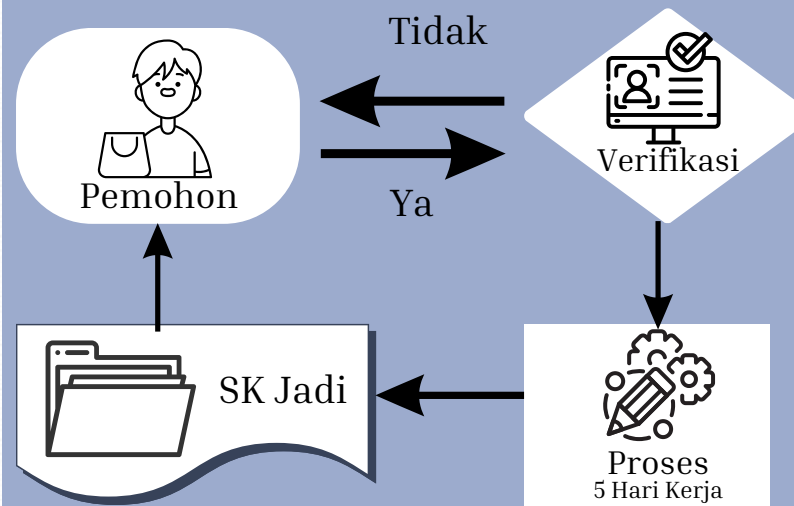 Tidak
Pemohon
Verifikasi
Ya
SK Jadi
Proses
5 Hari Kerja